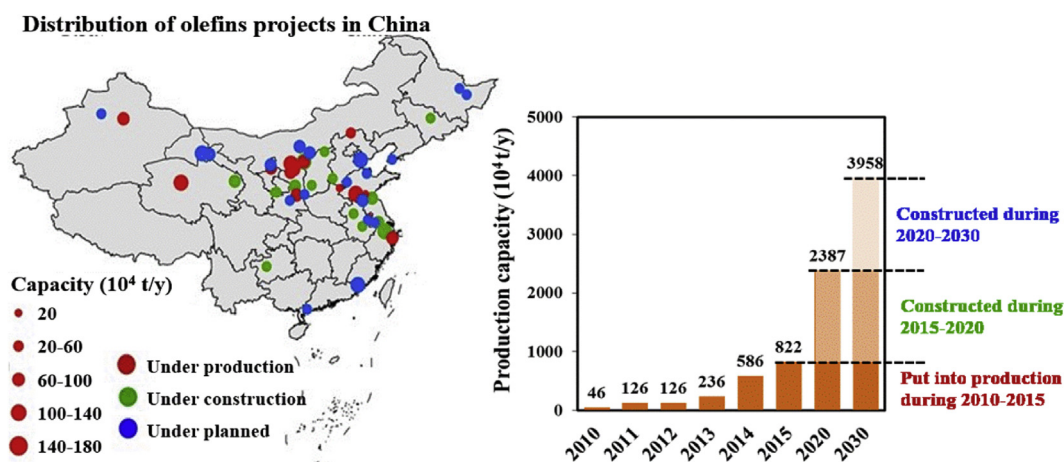 Distribution of olefins projects in China
Capacity (10⁴ t/y)
20
20-60
60-100
100-140
140-180
Under production
Under construction
Under planned
Production capacity (10⁴ t/y)
5000
4000
3000
2000
1000
0
46
126
126
236
586
822
2387
3958
2010
2011
2012
2013
2014
2015
2020
2030
Constructed during
2020-2030
Constructed during
2015-2020
Put into production
during 2010-2015